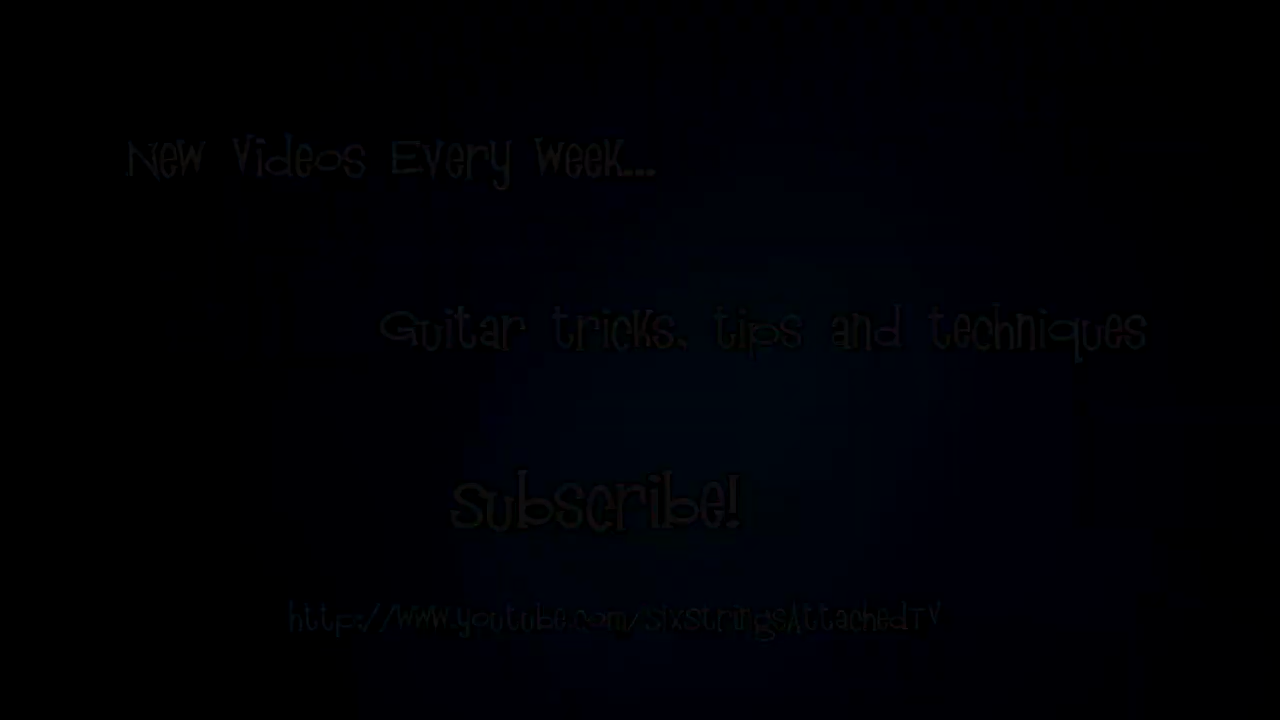 New Videos Every Week...
Guitar tricks, tips and techniques
Subscribe!
http://www.youtube.com/SixStringsAttachedTV